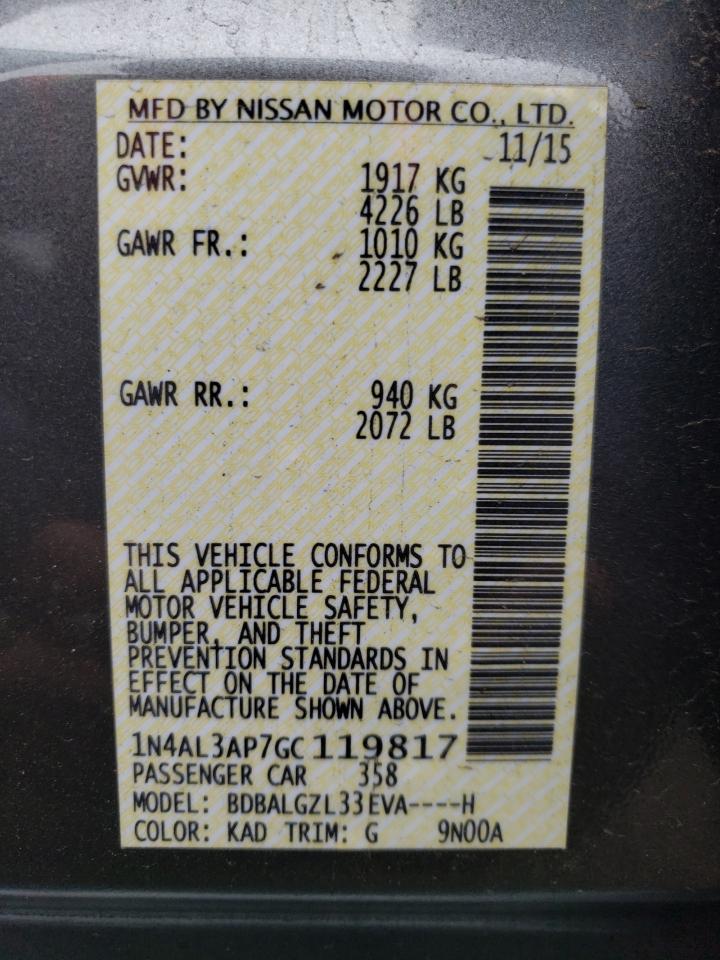 MFD BY NISSAN MOTOR CO., LTD.
DATE: 11/15
GVWR: 1917 KG
4226 LB
GAWR FR.: 1010 KG
2227 LB
GAWR RR.: 940 KG
2072 LB
THIS VEHICLE CONFORMS TO
ALL APPLICABLE FEDERAL
MOTOR VEHICLE SAFETY,
BUMPER, AND THEFT
PREVENTION STANDARDS IN
EFFECT ON THE DATE OF
MANUFACTURE SHOWN ABOVE.
1N4AL3AP7GC119817
PASSENGER CAR 358
MODEL: BDBALGZL33EVA----H
COLOR: KAD TRIM: G 9N00A